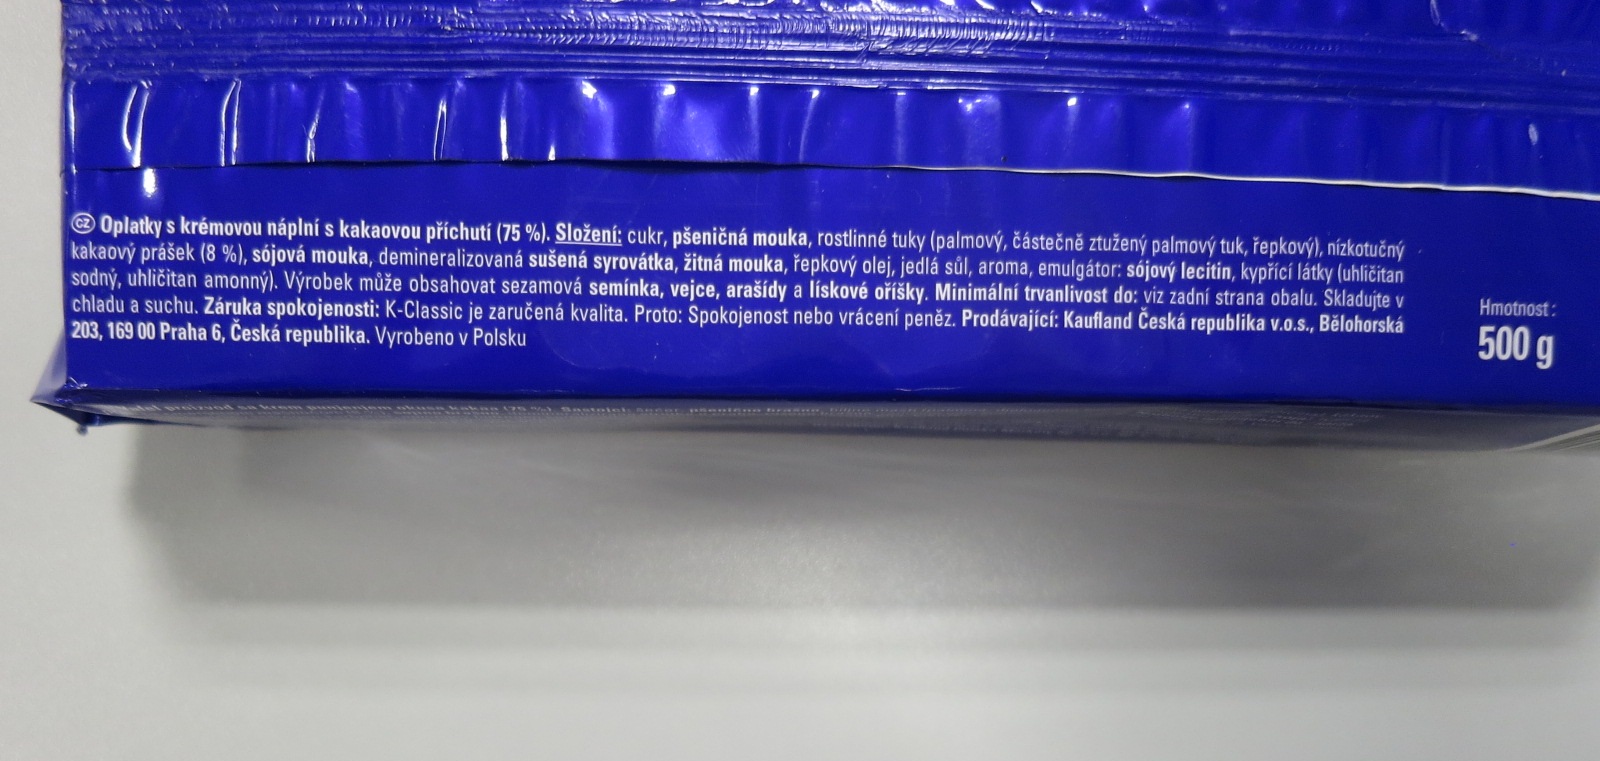 CZ Oplatky s krémovou náplní s kakaovou příchutí (75 %). Složení: cukr, pšeničná mouka, rostlinné tuky (palmový, částečně ztužený palmový tuk, řepkový), nízkotučný
kakaový prášek (8 %), sójová mouka, demineralizovaná sušená syrovátka, žitná mouka, řepkový olej, jedlá sůl, aroma, emulgátor: sójový lecitin, kypřící látky (uhličitan
sodný, uhličitan amonný). Výrobek může obsahovat sezamová semínka, vejce, arašídy a lískové oříšky. Minimální trvanlivost do: viz zadní strana obalu. Skladujte v
chladu a suchu. Záruka spokojenosti: K-Classic je zaručená kvalita. Proto: Spokojenost nebo vrácení peněz. Prodávající: Kaufland Česká republika v.o.s., Bělohorská
203, 169 00 Praha 6, Česká republika. Vyrobeno v Polsku
Hmotnost:
500 g